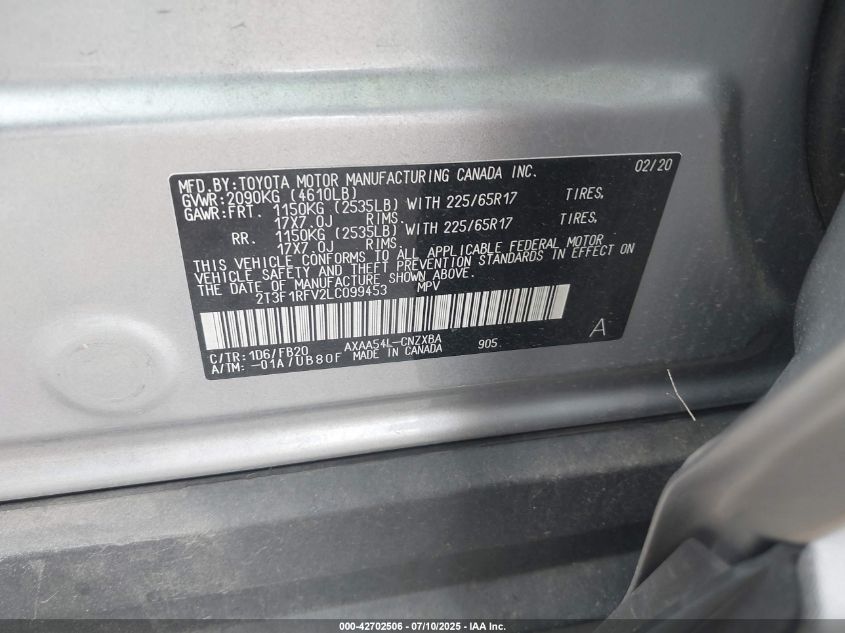 MFD.BY:TOYOTA MOTOR MANUFACTURING CANADA INC. 02/20
GVWR:2090KG (4610LB)
GAWR:FRT. 1150KG (2535LB) WITH 225/65R17 TIRES,
17X7.0J RIMS.
RR. 1150KG (2535LB) WITH 225/65R17 TIRES,
17X7.0J RIMS.
THIS VEHICLE CONFORMS TO ALL APPLICABLE FEDERAL MOTOR
VEHICLE SAFETY AND THEFT PREVENTION STANDARDS IN EFFECT ON
THE DATE OF MANUFACTURE SHOWN ABOVE.
2T3F1RFV2LC099453 MPV
A
C/TR:1D6/FB20 AXAA54L-CNZXBA 905
A/TM:-01A/UB80F MADE IN CANADA
000-42702506 - 07/10/2025 - IAA Inc.